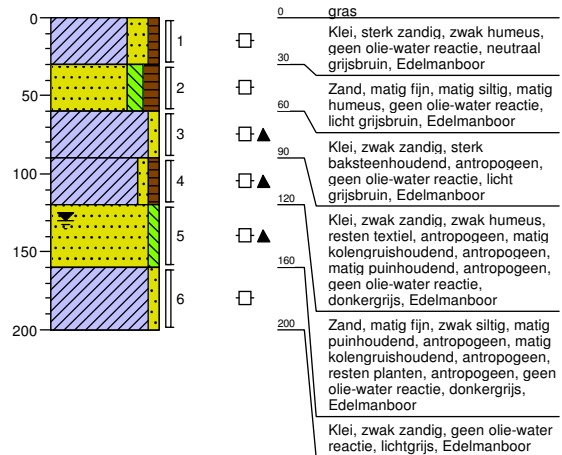 0
50
100
150
200
1
2
3
4
5
6
0
gras
Klei, sterk zandig, zwak humeus,
geen olie-water reactie, neutraal
grijsbruin, Edelmanboor
30
Zand, matig fijn, matig siltig, matig
humeus, geen olie-water reactie,
licht grijsbruin, Edelmanboor
60
Klei, zwak zandig, sterk
baksteenhoudend, antropogeen,
geen olie-water reactie, licht
grijsbruin, Edelmanboor
90
Klei, zwak zandig, zwak humeus,
resten textiel, antropogeen, matig
kolengruishoudend, antropogeen,
matig puinhoudend, antropogeen,
geen olie-water reactie,
donkergrijs, Edelmanboor
120
Zand, matig fijn, zwak siltig, matig
puinhoudend, antropogeen, matig
kolengruishoudend, antropogeen,
resten planten, antropogeen, geen
olie-water reactie, donkergrijs,
Edelmanboor
160
Klei, zwak zandig, geen olie-water
reactie, lichtgrijs, Edelmanboor
200